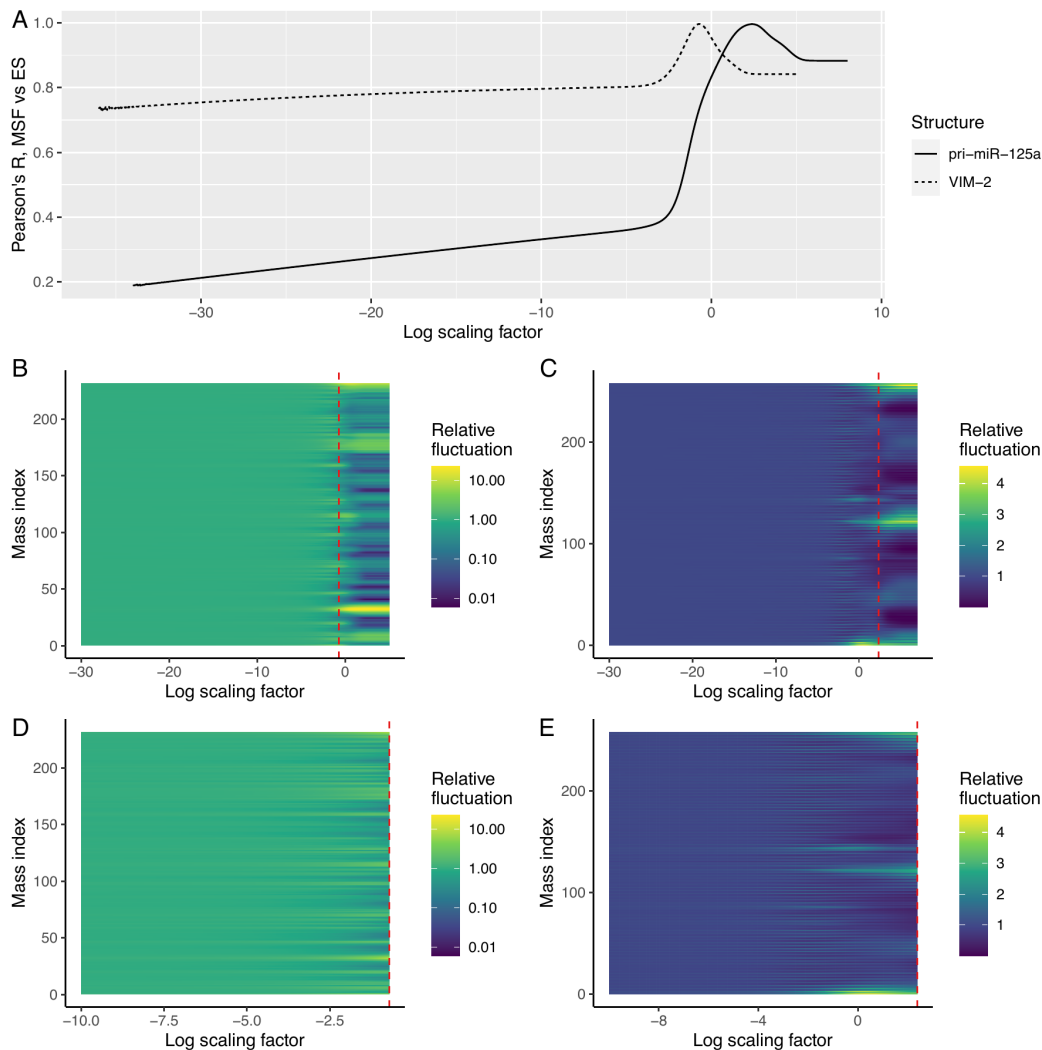 A
Pearson's R, MSF vs ES
1.0
0.8
0.6
0.4
0.2
−30
−20
−10
0
10
Log scaling factor
Structure
pri−miR−125a
VIM−2
B
Mass index
200
150
100
50
0
−30
−20
−10
0
Log scaling factor
Relative
fluctuation
10.00
1.00
0.10
0.01
C
Mass index
200
100
0
−30
−20
−10
0
Log scaling factor
Relative
fluctuation
4
3
2
1
D
Mass index
200
150
100
50
0
−10.0
−7.5
−5.0
−2.5
Log scaling factor
Relative
fluctuation
10.00
1.00
0.10
0.01
E
Mass index
200
100
0
−8
−4
0
Log scaling factor
Relative
fluctuation
4
3
2
1